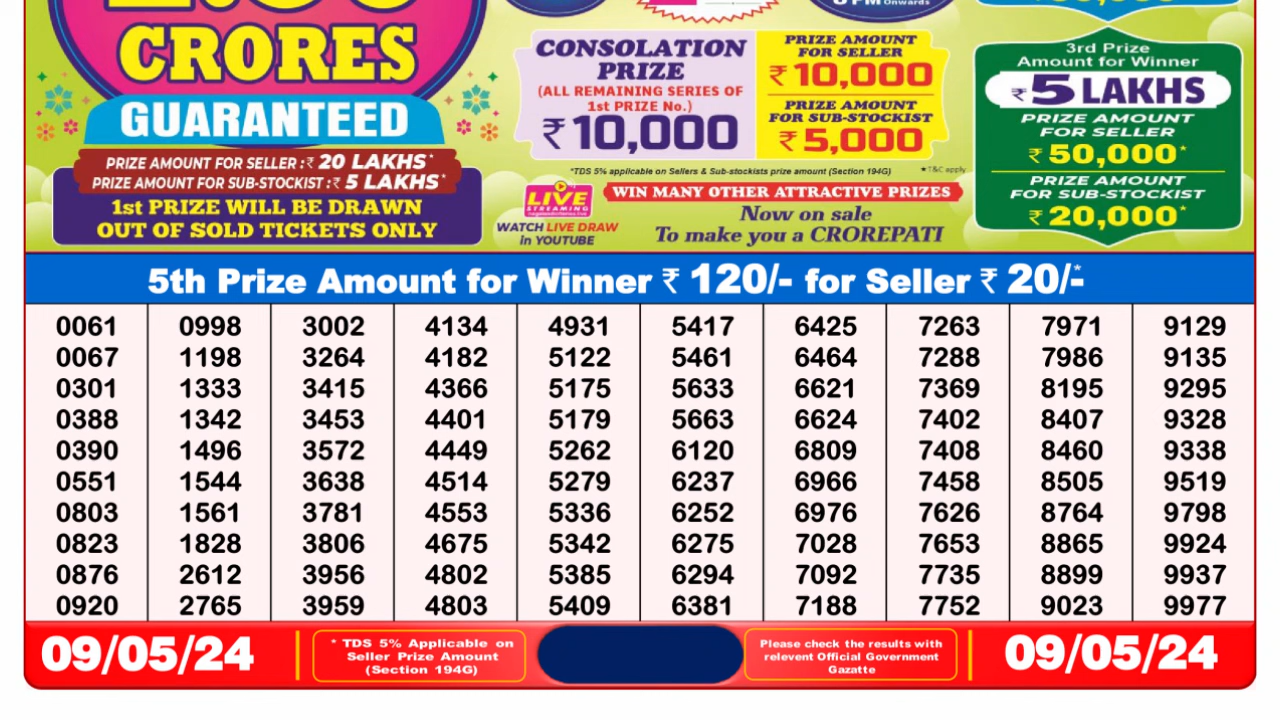 CRORES
GUARANTEED
PRIZE AMOUNT FOR SELLER :₹ 20 LAKHS*
PRIZE AMOUNT FOR SUB-STOCKIST :₹ 5 LAKHS*
1st PRIZE WILL BE DRAWN
OUT OF SOLD TICKETS ONLY
8 PM Onwards
CONSOLATION
PRIZE
(ALL REMAINING SERIES OF
1st PRIZE No.)
₹ 10,000
PRIZE AMOUNT
FOR SELLER
₹ 10,000
PRIZE AMOUNT
FOR SUB-STOCKIST
₹ 5,000
*TDS 5% applicable on Sellers & Sub-stockists prize amount (Section 194G)
★T&C apply
LIVE
STREAMING
WATCH LIVE DRAW
in YOUTUBE
WIN MANY OTHER ATTRACTIVE PRIZES
Now on sale
To make you a CROREPATI
3rd Prize
Amount for Winner
₹ 5 LAKHS
PRIZE AMOUNT
FOR SELLER
₹ 50,000*
PRIZE AMOUNT
FOR SUB-STOCKIST
₹ 20,000*
5th Prize Amount for Winner ₹ 120/- for Seller ₹ 20/-*
0061 0998 3002 4134 4931 5417 6425 7263 7971 9129
0067 1198 3264 4182 5122 5461 6464 7288 7986 9135
0301 1333 3415 4366 5175 5633 6621 7369 8195 9295
0388 1342 3453 4401 5179 5663 6624 7402 8407 9328
0390 1496 3572 4449 5262 6120 6809 7408 8460 9338
0551 1544 3638 4514 5279 6237 6966 7458 8505 9519
0803 1561 3781 4553 5336 6252 6976 7626 8764 9798
0823 1828 3806 4675 5342 6275 7028 7653 8865 9924
0876 2612 3956 4802 5385 6294 7092 7735 8899 9937
0920 2765 3959 4803 5409 6381 7188 7752 9023 9977
09/05/24
* TDS 5% Applicable on
Seller Prize Amount
(Section 194G)
Please check the results with
relevent Official Government
Gazatte
09/05/24